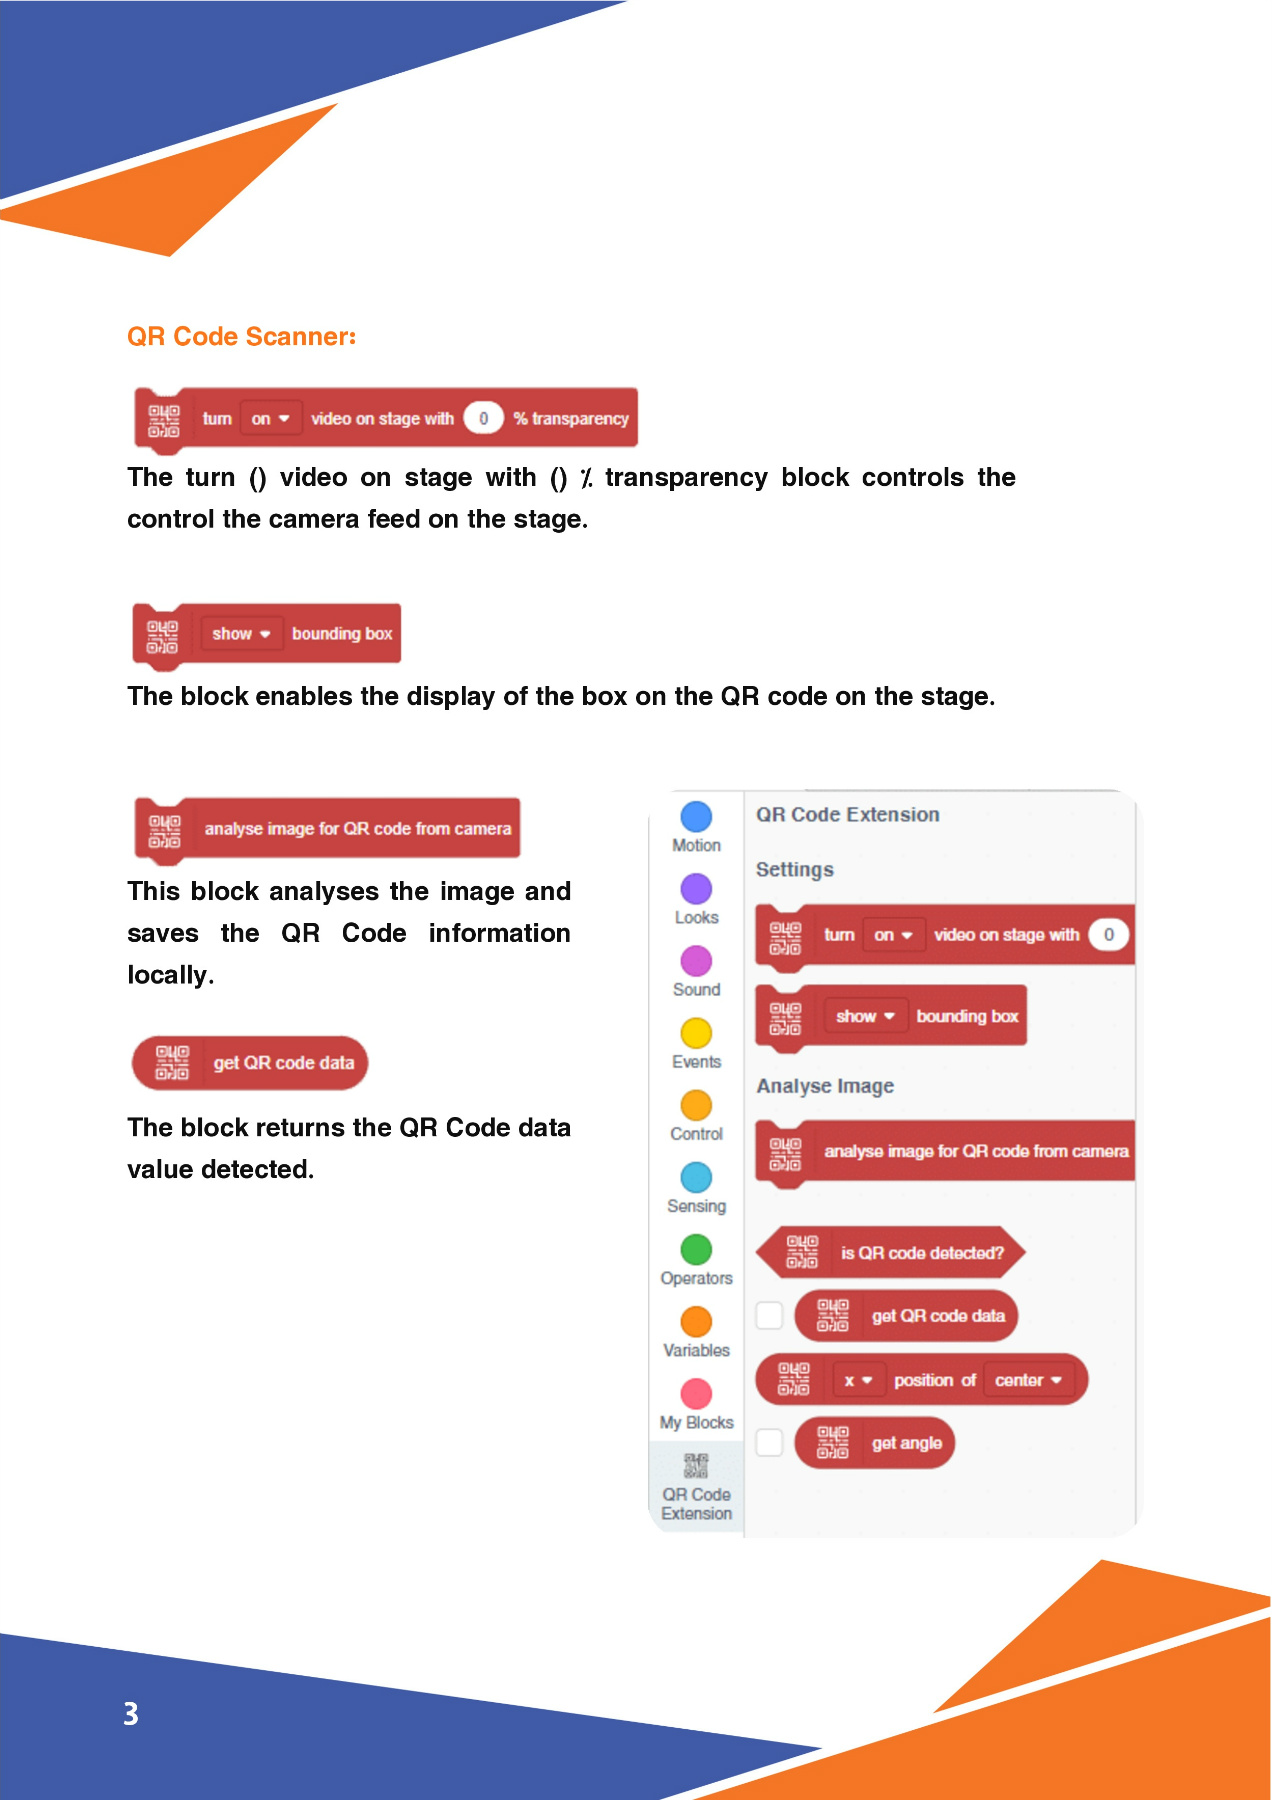 QR Code Scanner:
turn on video on stage with 0 % transparency
The turn () video on stage with () ٪ transparency block controls the
control the camera feed on the stage.
show bounding box
The block enables the display of the box on the QR code on the stage.
analyse image for QR code from camera
This block analyses the image and
saves the QR Code information
locally.
get QR code data
The block returns the QR Code data
value detected.
Motion
Looks
Sound
Events
Control
Sensing
Operators
Variables
My Blocks
QR Code
Extension
QR Code Extension
Settings
turn on video on stage with 0
show bounding box
Analyse Image
analyse image for QR code from camera
is QR code detected?
get QR code data
x position of center
get angle
3